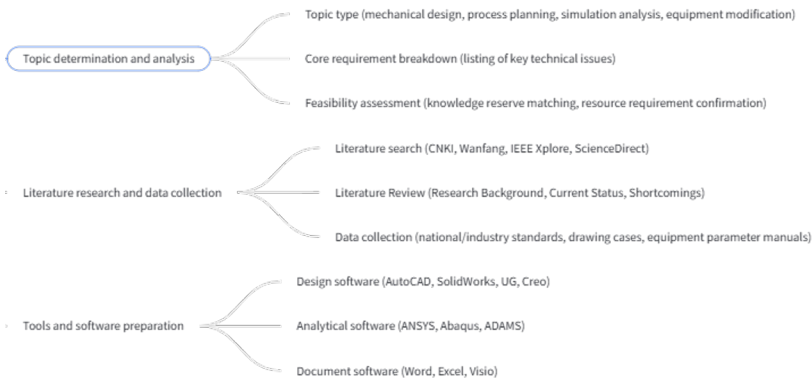 Topic determination and analysis
Topic type (mechanical design, process planning, simulation analysis, equipment modification)
Core requirement breakdown (listing of key technical issues)
Feasibility assessment (knowledge reserve matching, resource requirement confirmation)
Literature research and data collection
Literature search (CNKI, Wanfang, IEEE Xplore, ScienceDirect)
Literature Review (Research Background, Current Status, Shortcomings)
Data collection (national/industry standards, drawing cases, equipment parameter manuals)
Tools and software preparation
Design software (AutoCAD, SolidWorks, UG, Creo)
Analytical software (ANSYS, Abaqus, ADAMS)
Document software (Word, Excel, Visio)